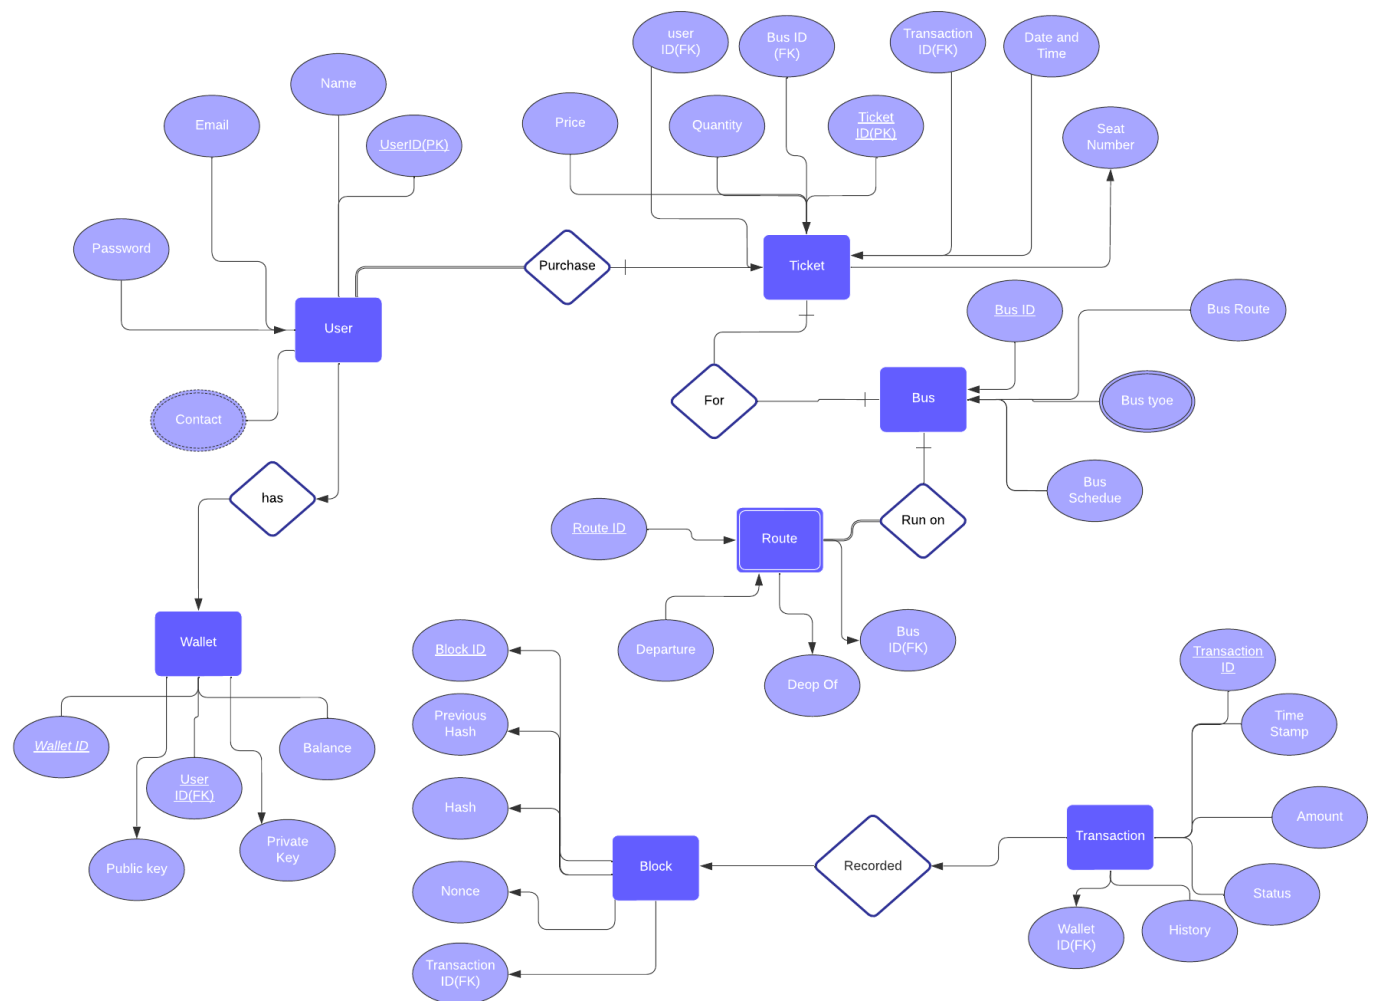 user
ID(FK)
Bus ID
(FK)
Transaction
ID(FK)
Date and
Time
Name
Email
UserID(PK)
Price
Quantity
Ticket
ID(PK)
Seat
Number
Password
Purchase
Ticket
User
Bus ID
Bus Route
Contact
For
Bus
Bus tyoe
has
Bus
Schedue
Route ID
Route
Run on
Wallet
Block ID
Departure
Bus
ID(FK)
Deop Of
Transaction
ID
Wallet ID
User
ID(FK)
Balance
Previous
Hash
Time
Stamp
Public key
Private
Key
Hash
Amount
Block
Recorded
Transaction
Nonce
Status
Wallet
ID(FK)
History
Transaction
ID(FK)